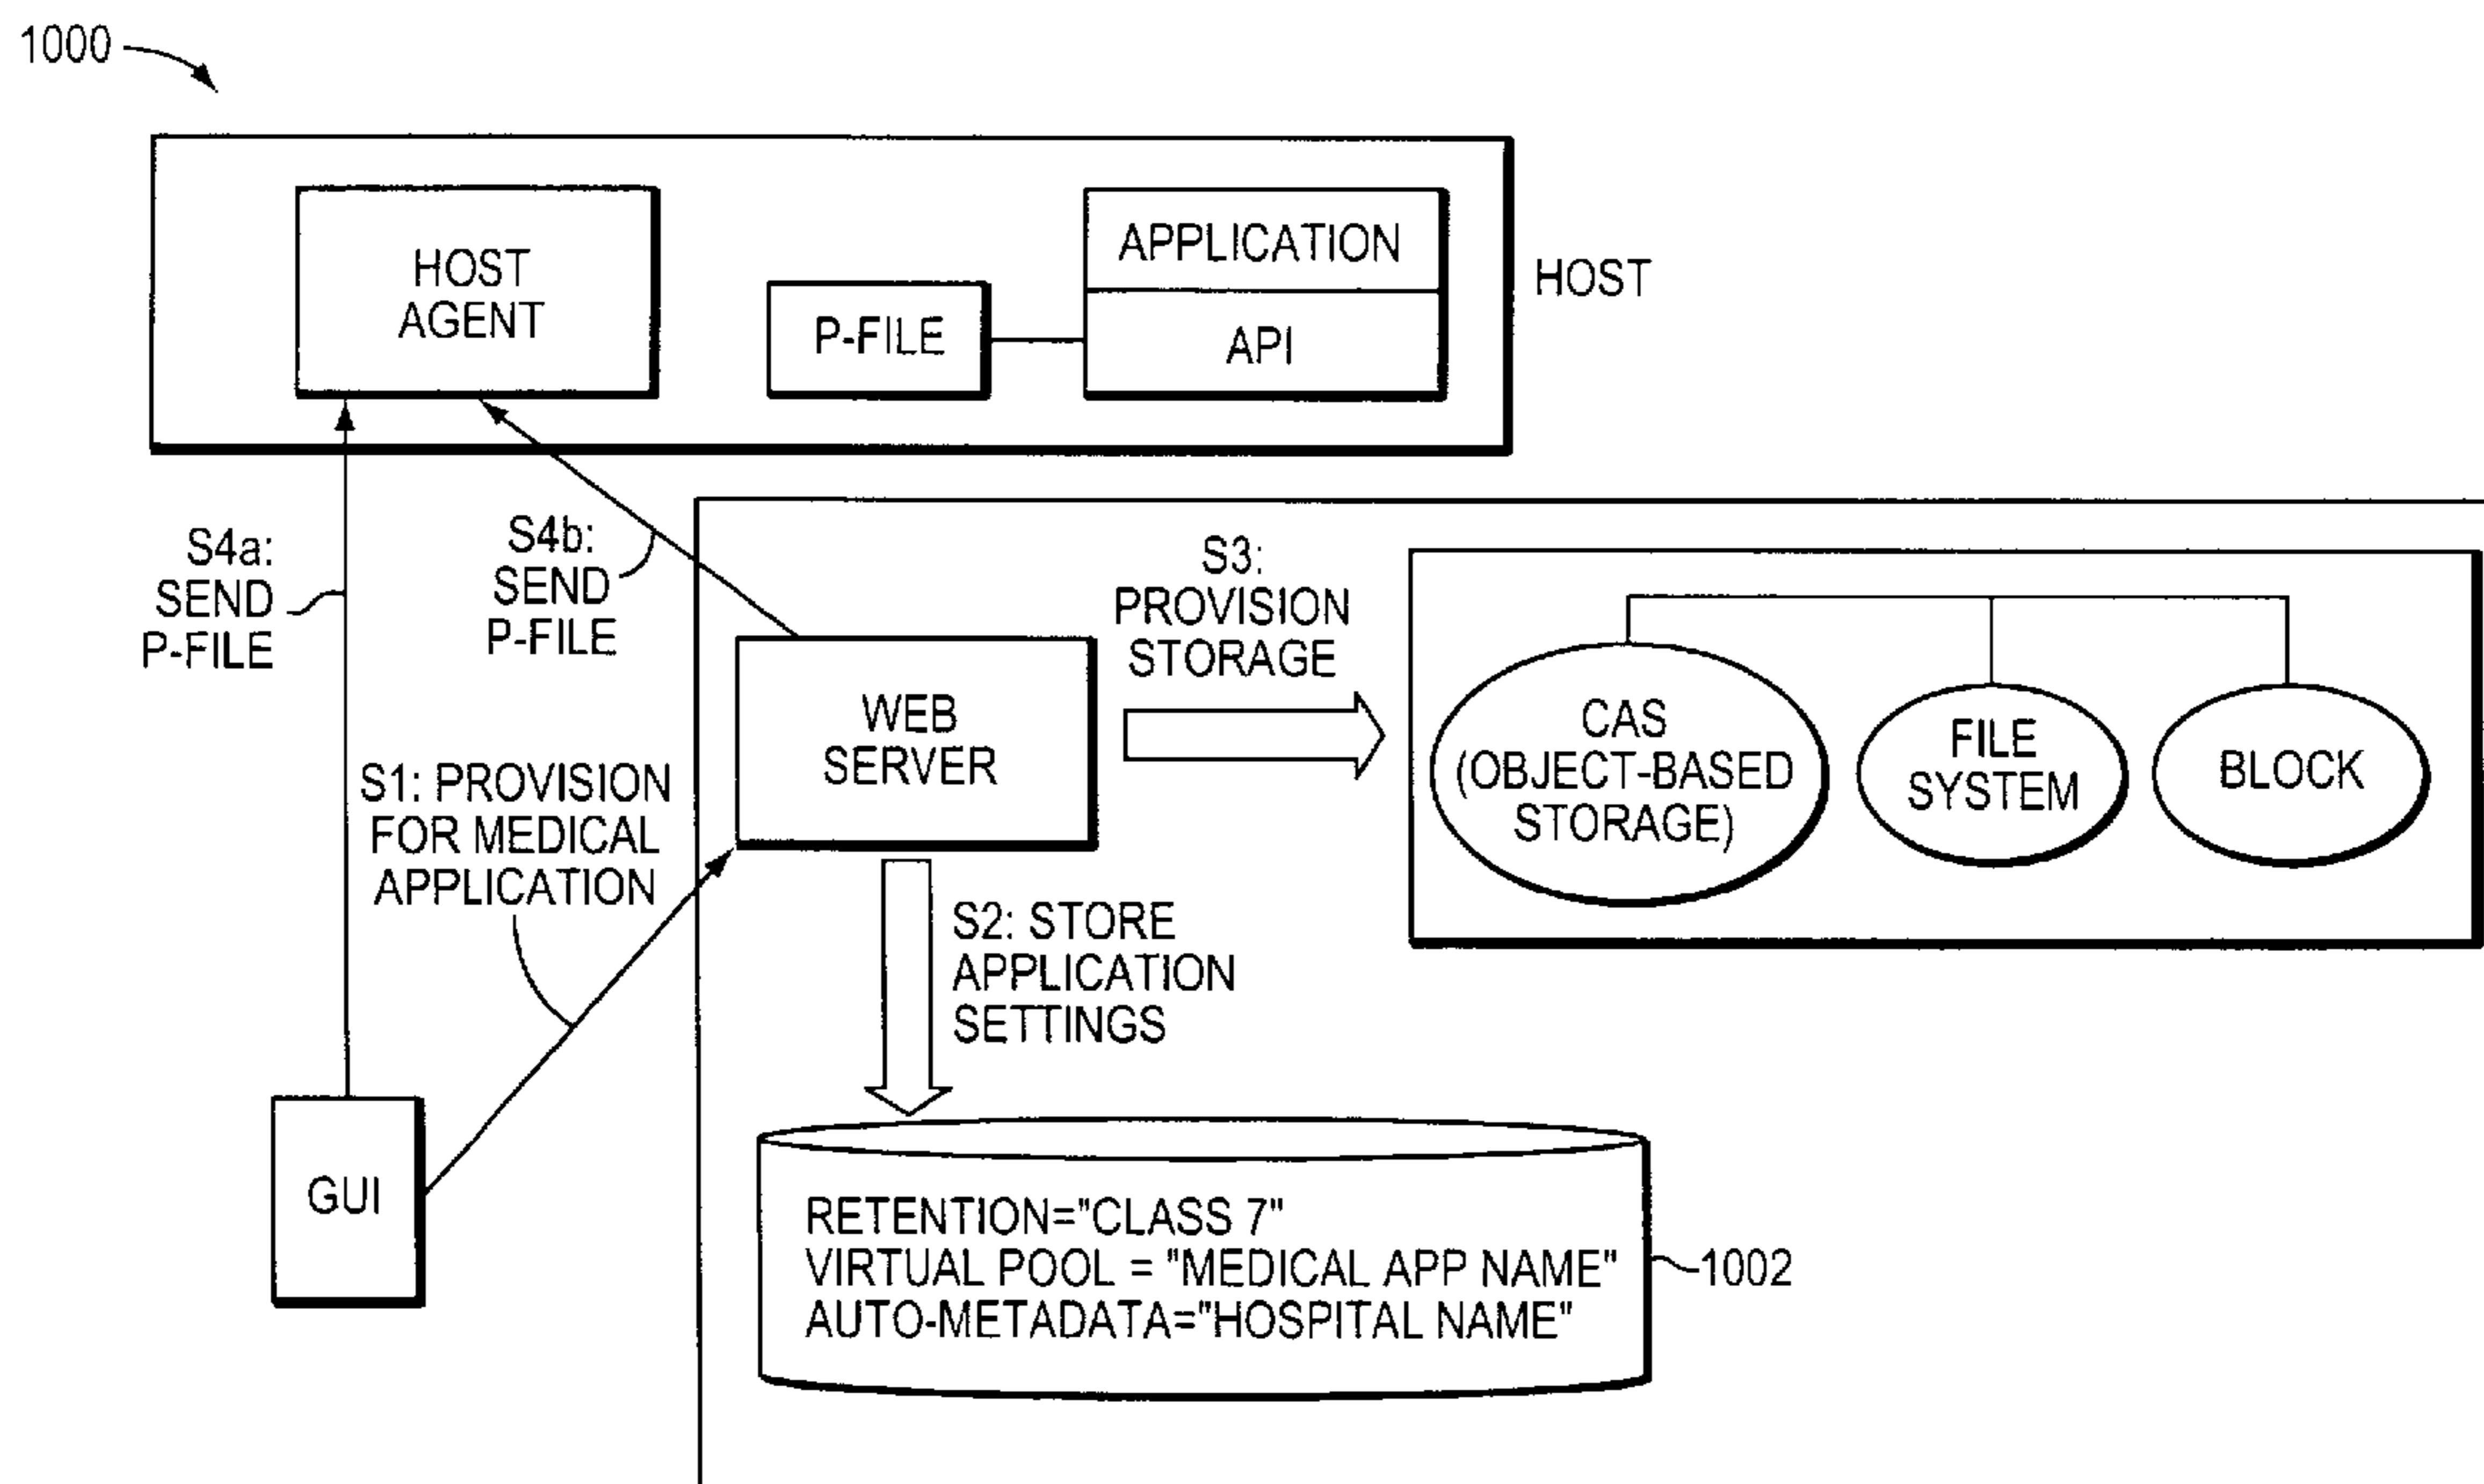 1000
HOST
AGENT
P-FILE
APPLICATION
API
HOST
S4a:
SEND
P-FILE
S4b:
SEND
P-FILE
S3:
PROVISION
STORAGE
WEB
SERVER
CAS
(OBJECT-BASED
STORAGE)
FILE
SYSTEM
BLOCK
S1: PROVISION
FOR MEDICAL
APPLICATION
S2: STORE
APPLICATION
SETTINGS
GUI
RETENTION="CLASS 7"
VIRTUAL POOL = "MEDICAL APP NAME"
AUTO-METADATA="HOSPITAL NAME"
1002